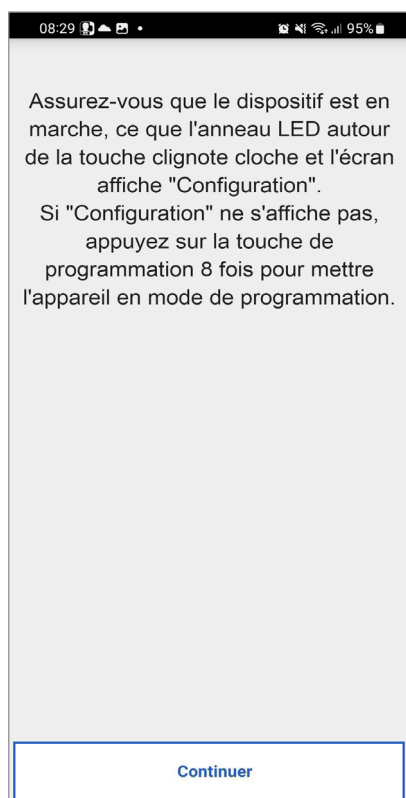 08:29
95%
Assurez-vous que le dispositif est en
marche, ce que l'anneau LED autour
de la touche clignote cloche et l'écran
affiche "Configuration".
Si "Configuration" ne s'affiche pas,
appuyez sur la touche de
programmation 8 fois pour mettre
l'appareil en mode de programmation.
Continuer